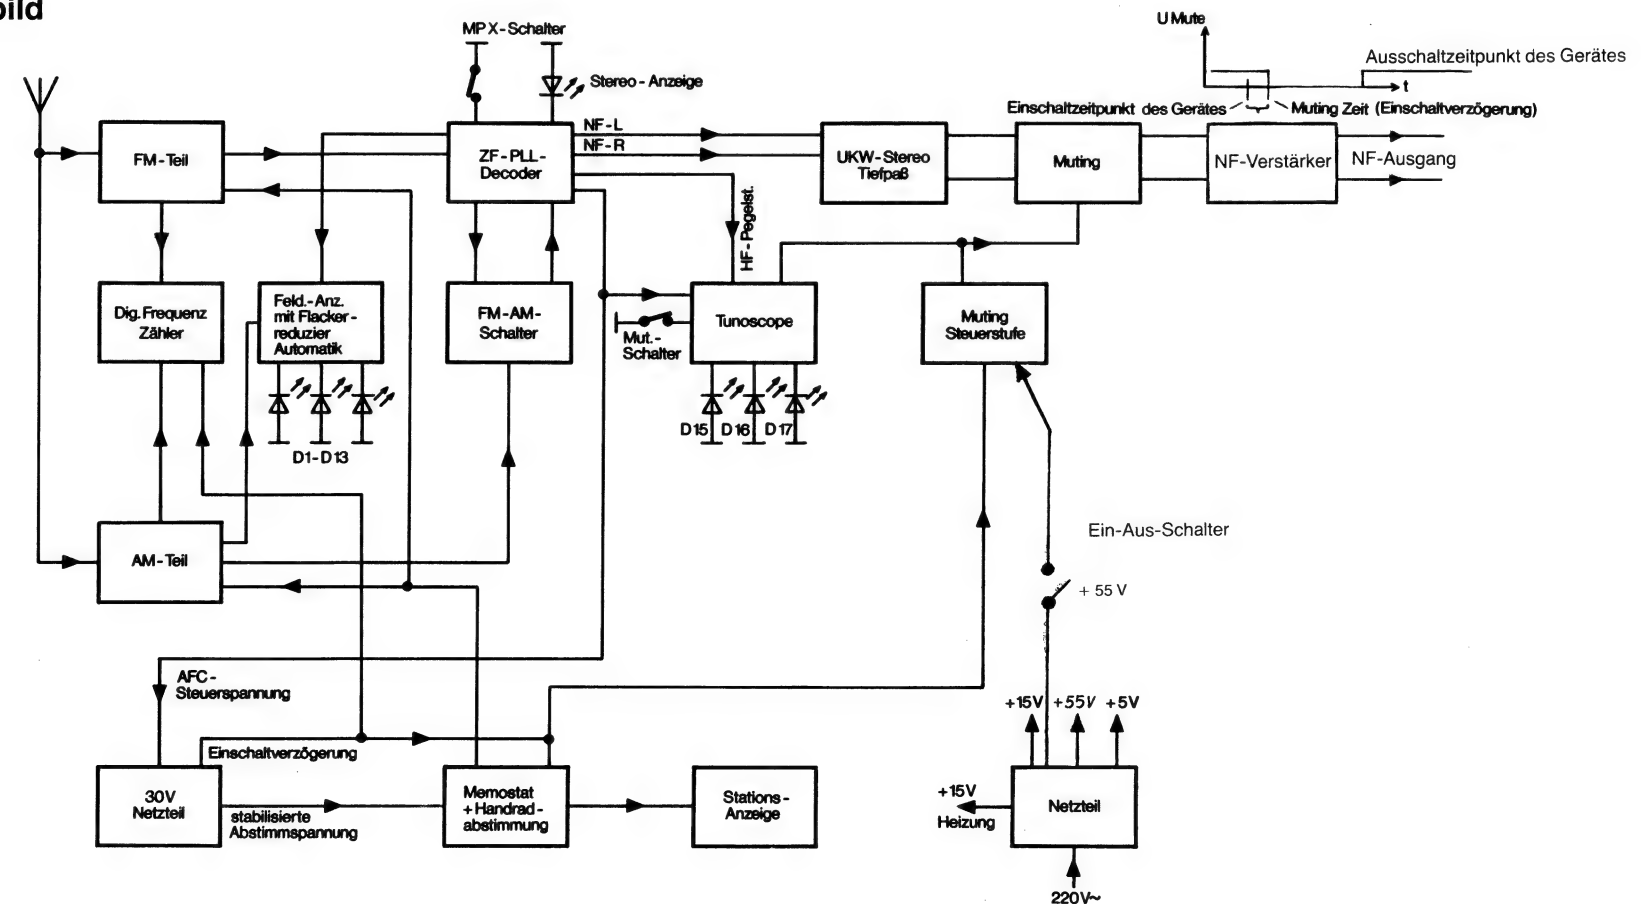 bild
MPX-Schalter
Stereo-Anzeige
U Mute
Ausschaltzeitpunkt des Gerätes
t
Einschaltzeitpunkt des Gerätes
Muting Zeit (Einschaltverzögerung)
FM-Teil
ZF-PLL-
Decoder
NF-L
NF-R
UKW-Stereo
Tiefpaß
Muting
NF-Verstärker
NF-Ausgang
HF-Pegelst.
Dig. Frequenz
Zähler
Feld.-Anz.
mit Flacker-
reduzier
Automatik
FM-AM-
Schalter
Mut.-
Schalter
Tunoscope
Muting
Steuerstufe
D1-D13
D15
D16
D17
AM-Teil
Ein-Aus-Schalter
+ 55 V
AFC-
Steuerspannung
Einschaltverzögerung
+15V
+55V
+5V
30V
Netzteil
stabilisierte
Abstimmspannung
Memostat
+Handrad-
abstimmung
Stations-
Anzeige
+15V
Heizung
Netzteil
220V~